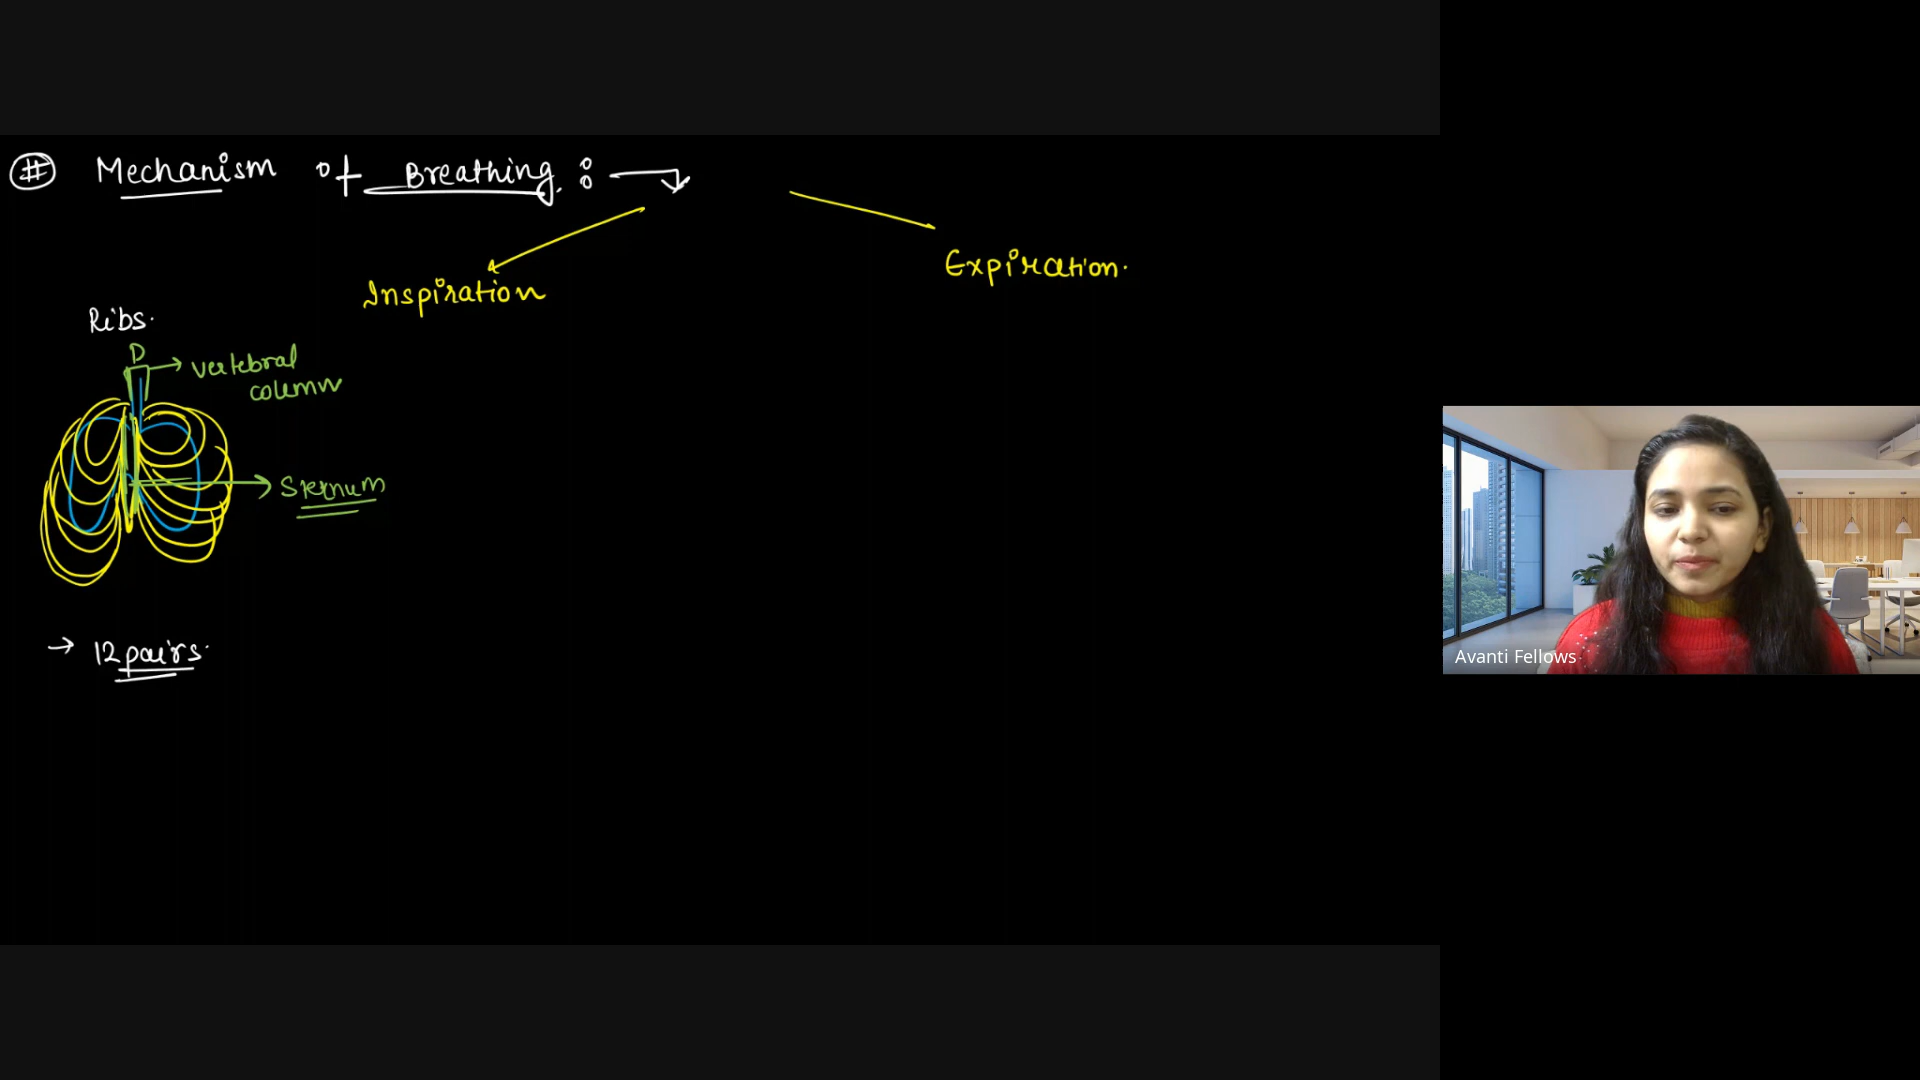 # Mechanism of Breathing :
Inspiration
Expiration.
Ribs.
D
vertebral
column
Sternum
→ 12 pairs.
Avanti Fellows